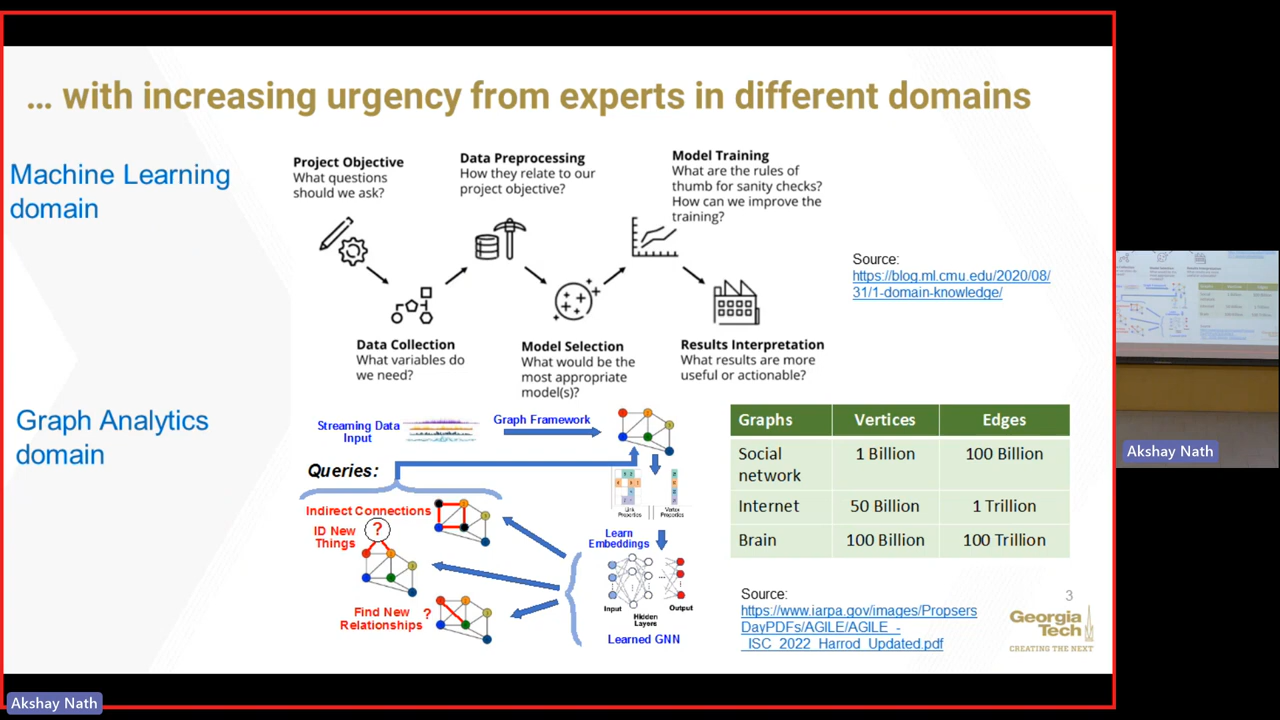 … with increasing urgency from experts in different domains
Machine Learning
domain
Project Objective
What questions
should we ask?
Data Preprocessing
How they relate to our
project objective?
Model Training
What are the rules of
thumb for sanity checks?
How can we improve the
training?
Data Collection
What variables do
we need?
Model Selection
What would be the
most appropriate
model(s)?
Results Interpretation
What results are more
useful or actionable?
Source:
https://blog.ml.cmu.edu/2020/08/
31/1-domain-knowledge/
Graph Analytics
domain
Streaming Data
Input
Graph Framework
Queries:
Indirect Connections
ID New
Things
?
Find New
Relationships
?
Link
Properties
Vertex
Properties
Learn
Embeddings
Input
Hidden
Layers
Output
Learned GNN
Graphs Vertices Edges
Social
network 1 Billion 100 Billion
Internet 50 Billion 1 Trillion
Brain 100 Billion 100 Trillion
Source:
https://www.iarpa.gov/images/Propsers
DayPDFs/AGILE/AGILE_-
_ISC_2022_Harrod_Updated.pdf
3
Georgia
Tech
CREATING THE NEXT
Akshay Nath
Akshay Nath